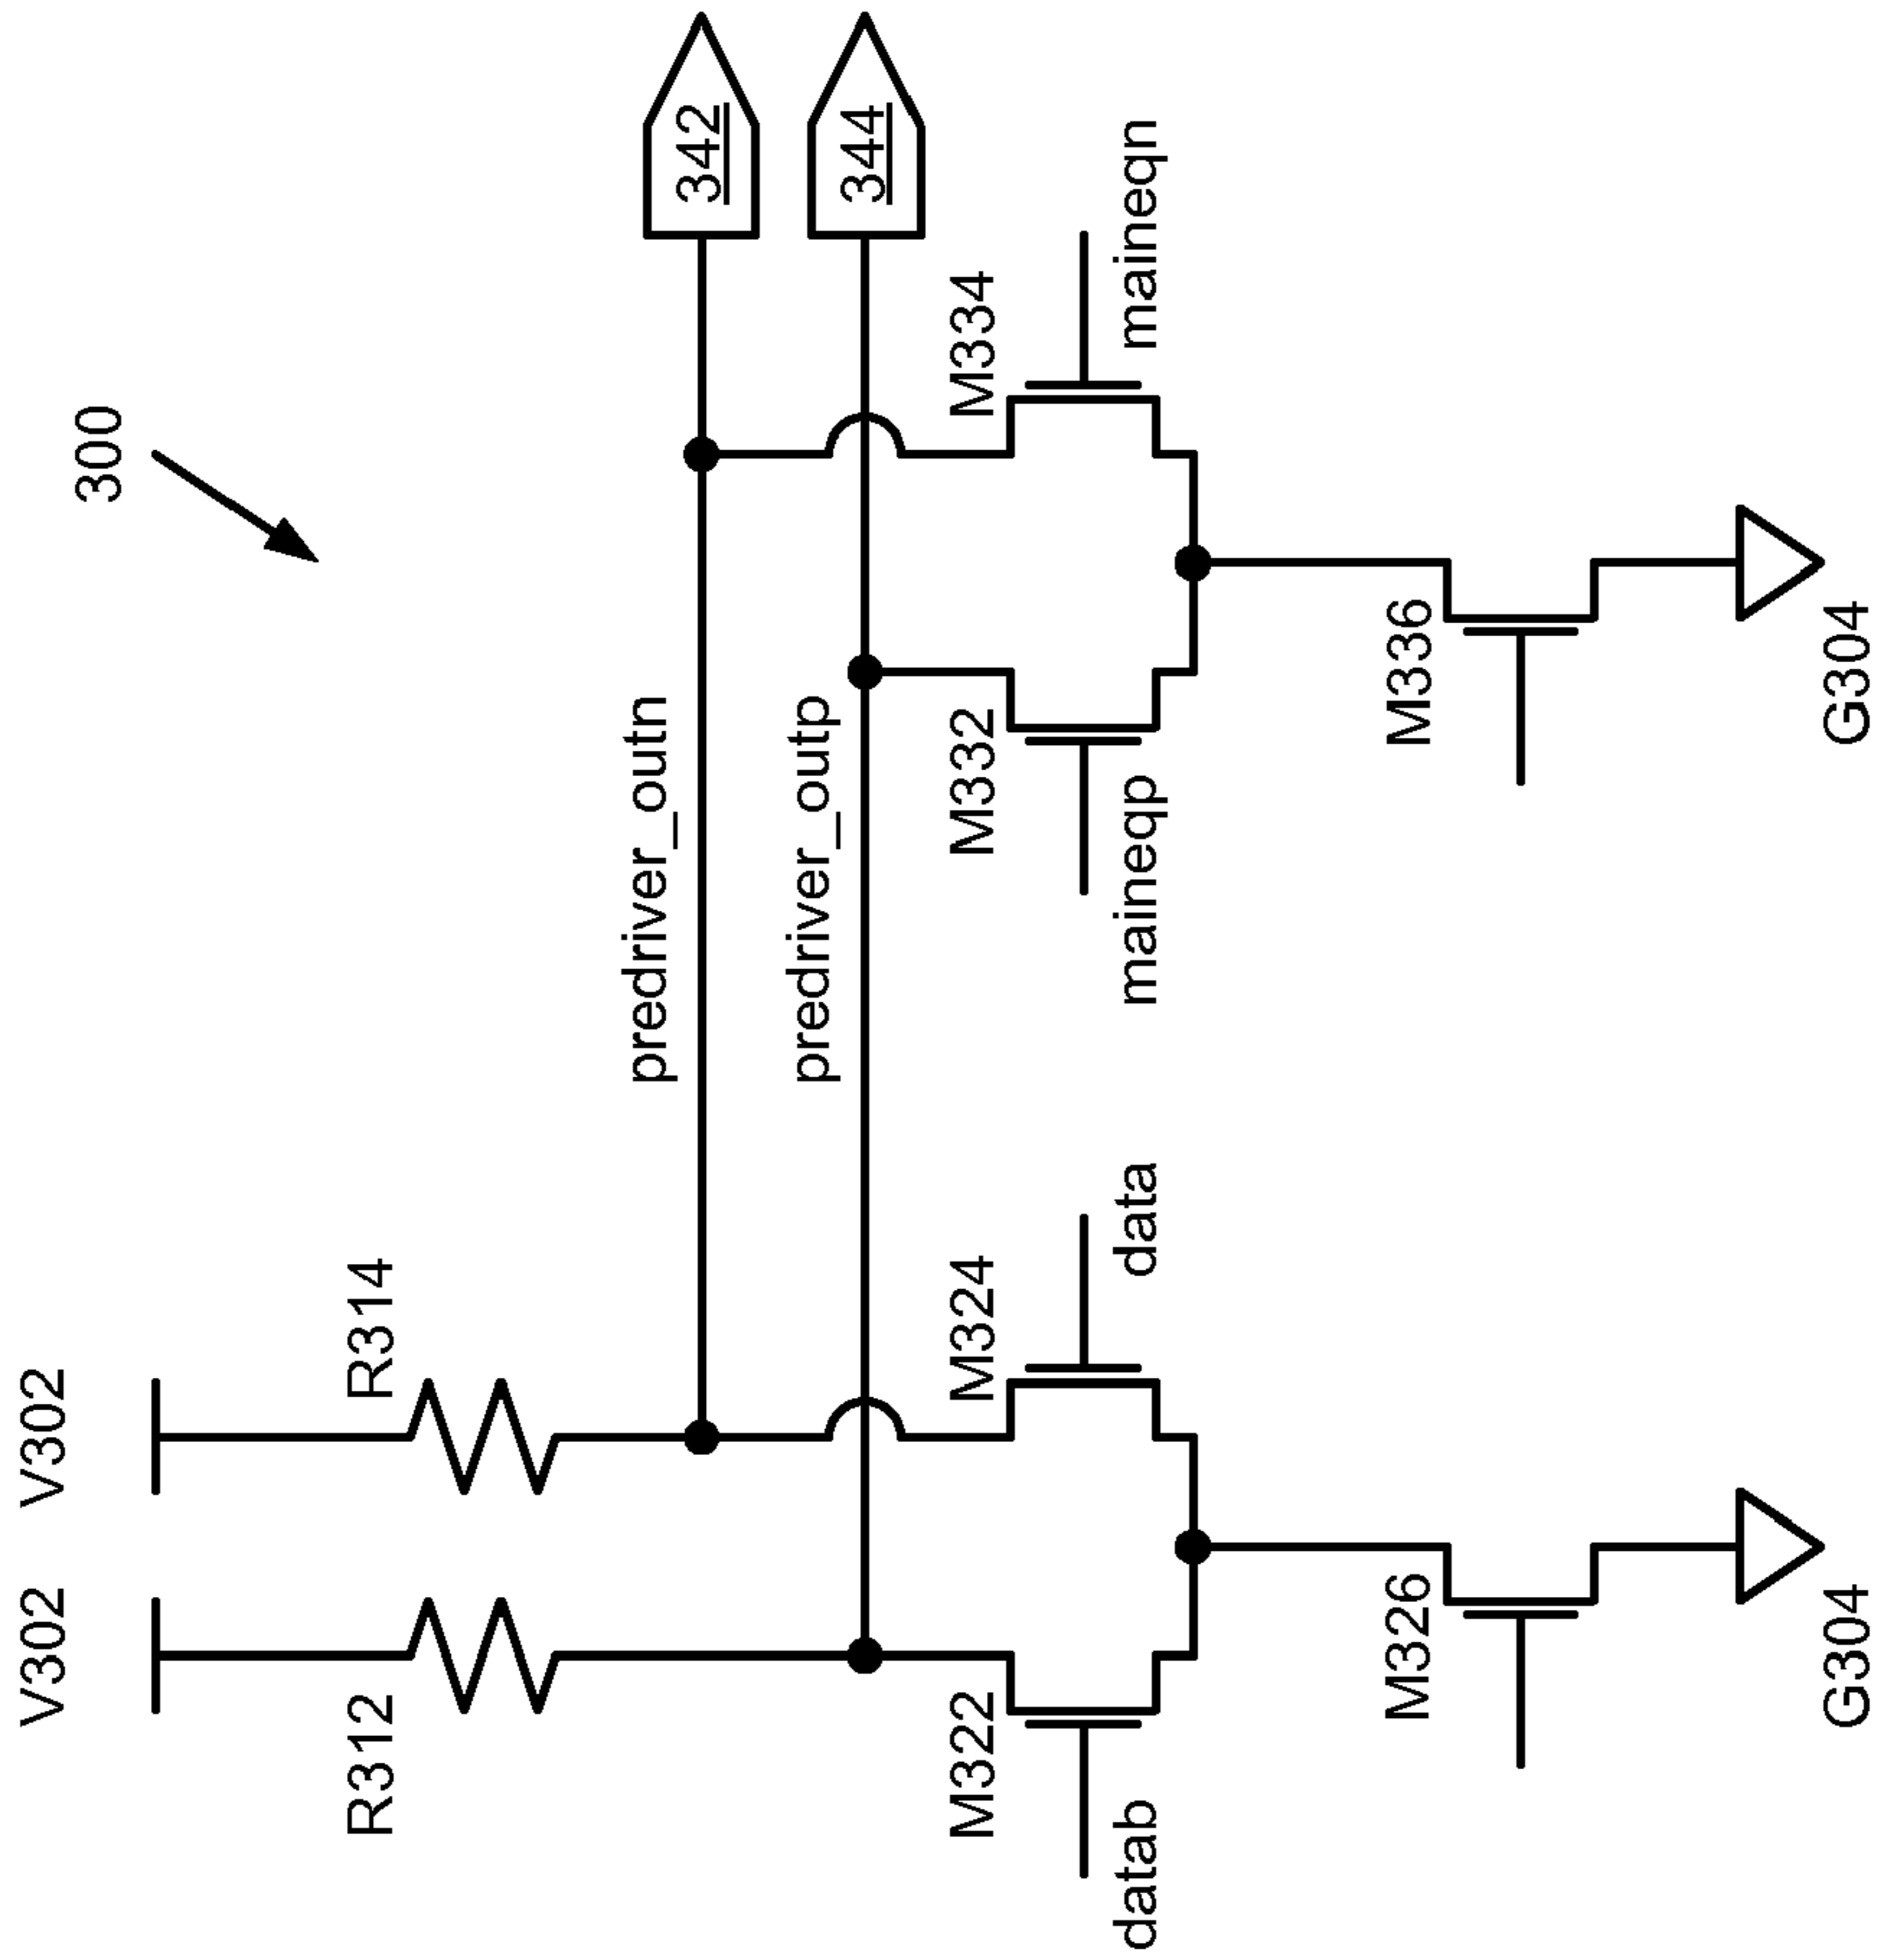 300
V302
V302
R312
R314
predriver_outn
342
predriver_outp
344
M322
M324
M332
M334
datab
data
maineqp
maineqn
M326
M336
G304
G304